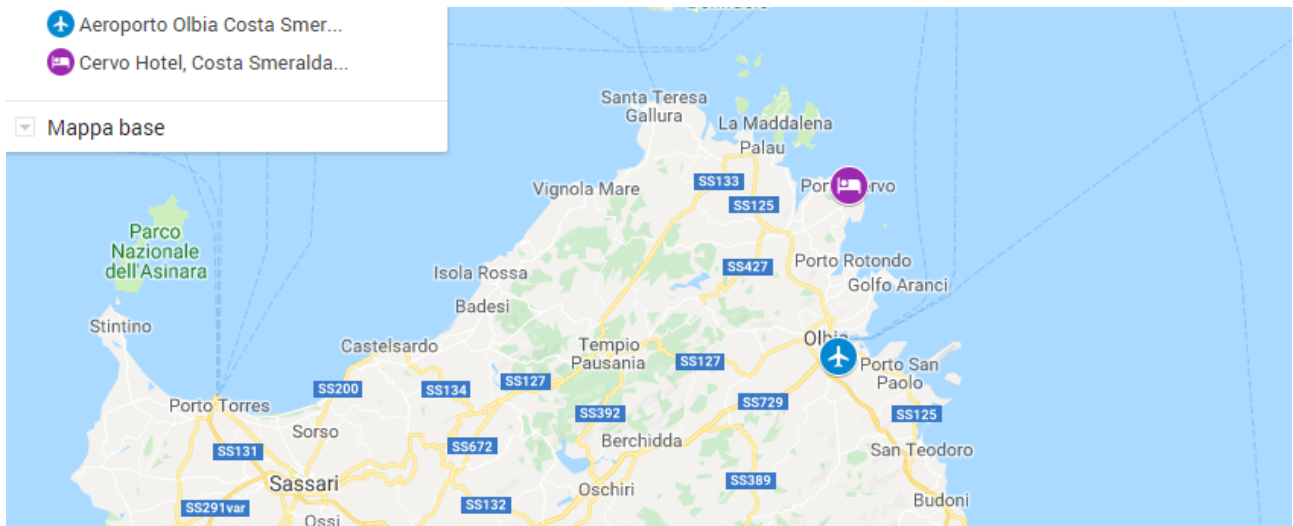 Aeroporto Olbia Costa Smer...
Cervo Hotel, Costa Smeralda...
Mappa base
Santa Teresa
Gallura
La Maddalena
Palau
Vignola Mare
SS133
SS125
Parco
Nazionale
dell'Asinara
Isola Rossa
SS427
Porto Rotondo
Golfo Aranci
Badesi
Stintino
Castelsardo
Tempio
Pausania
SS127
Porto San
Paolo
SS200
SS134
SS127
Porto Torres
SS392
SS729
SS125
Sorso
SS131
SS672
Berchidda
San Teodoro
Sassari
Oschiri
SS389
SS291var
SS132
Budoni
Ossi